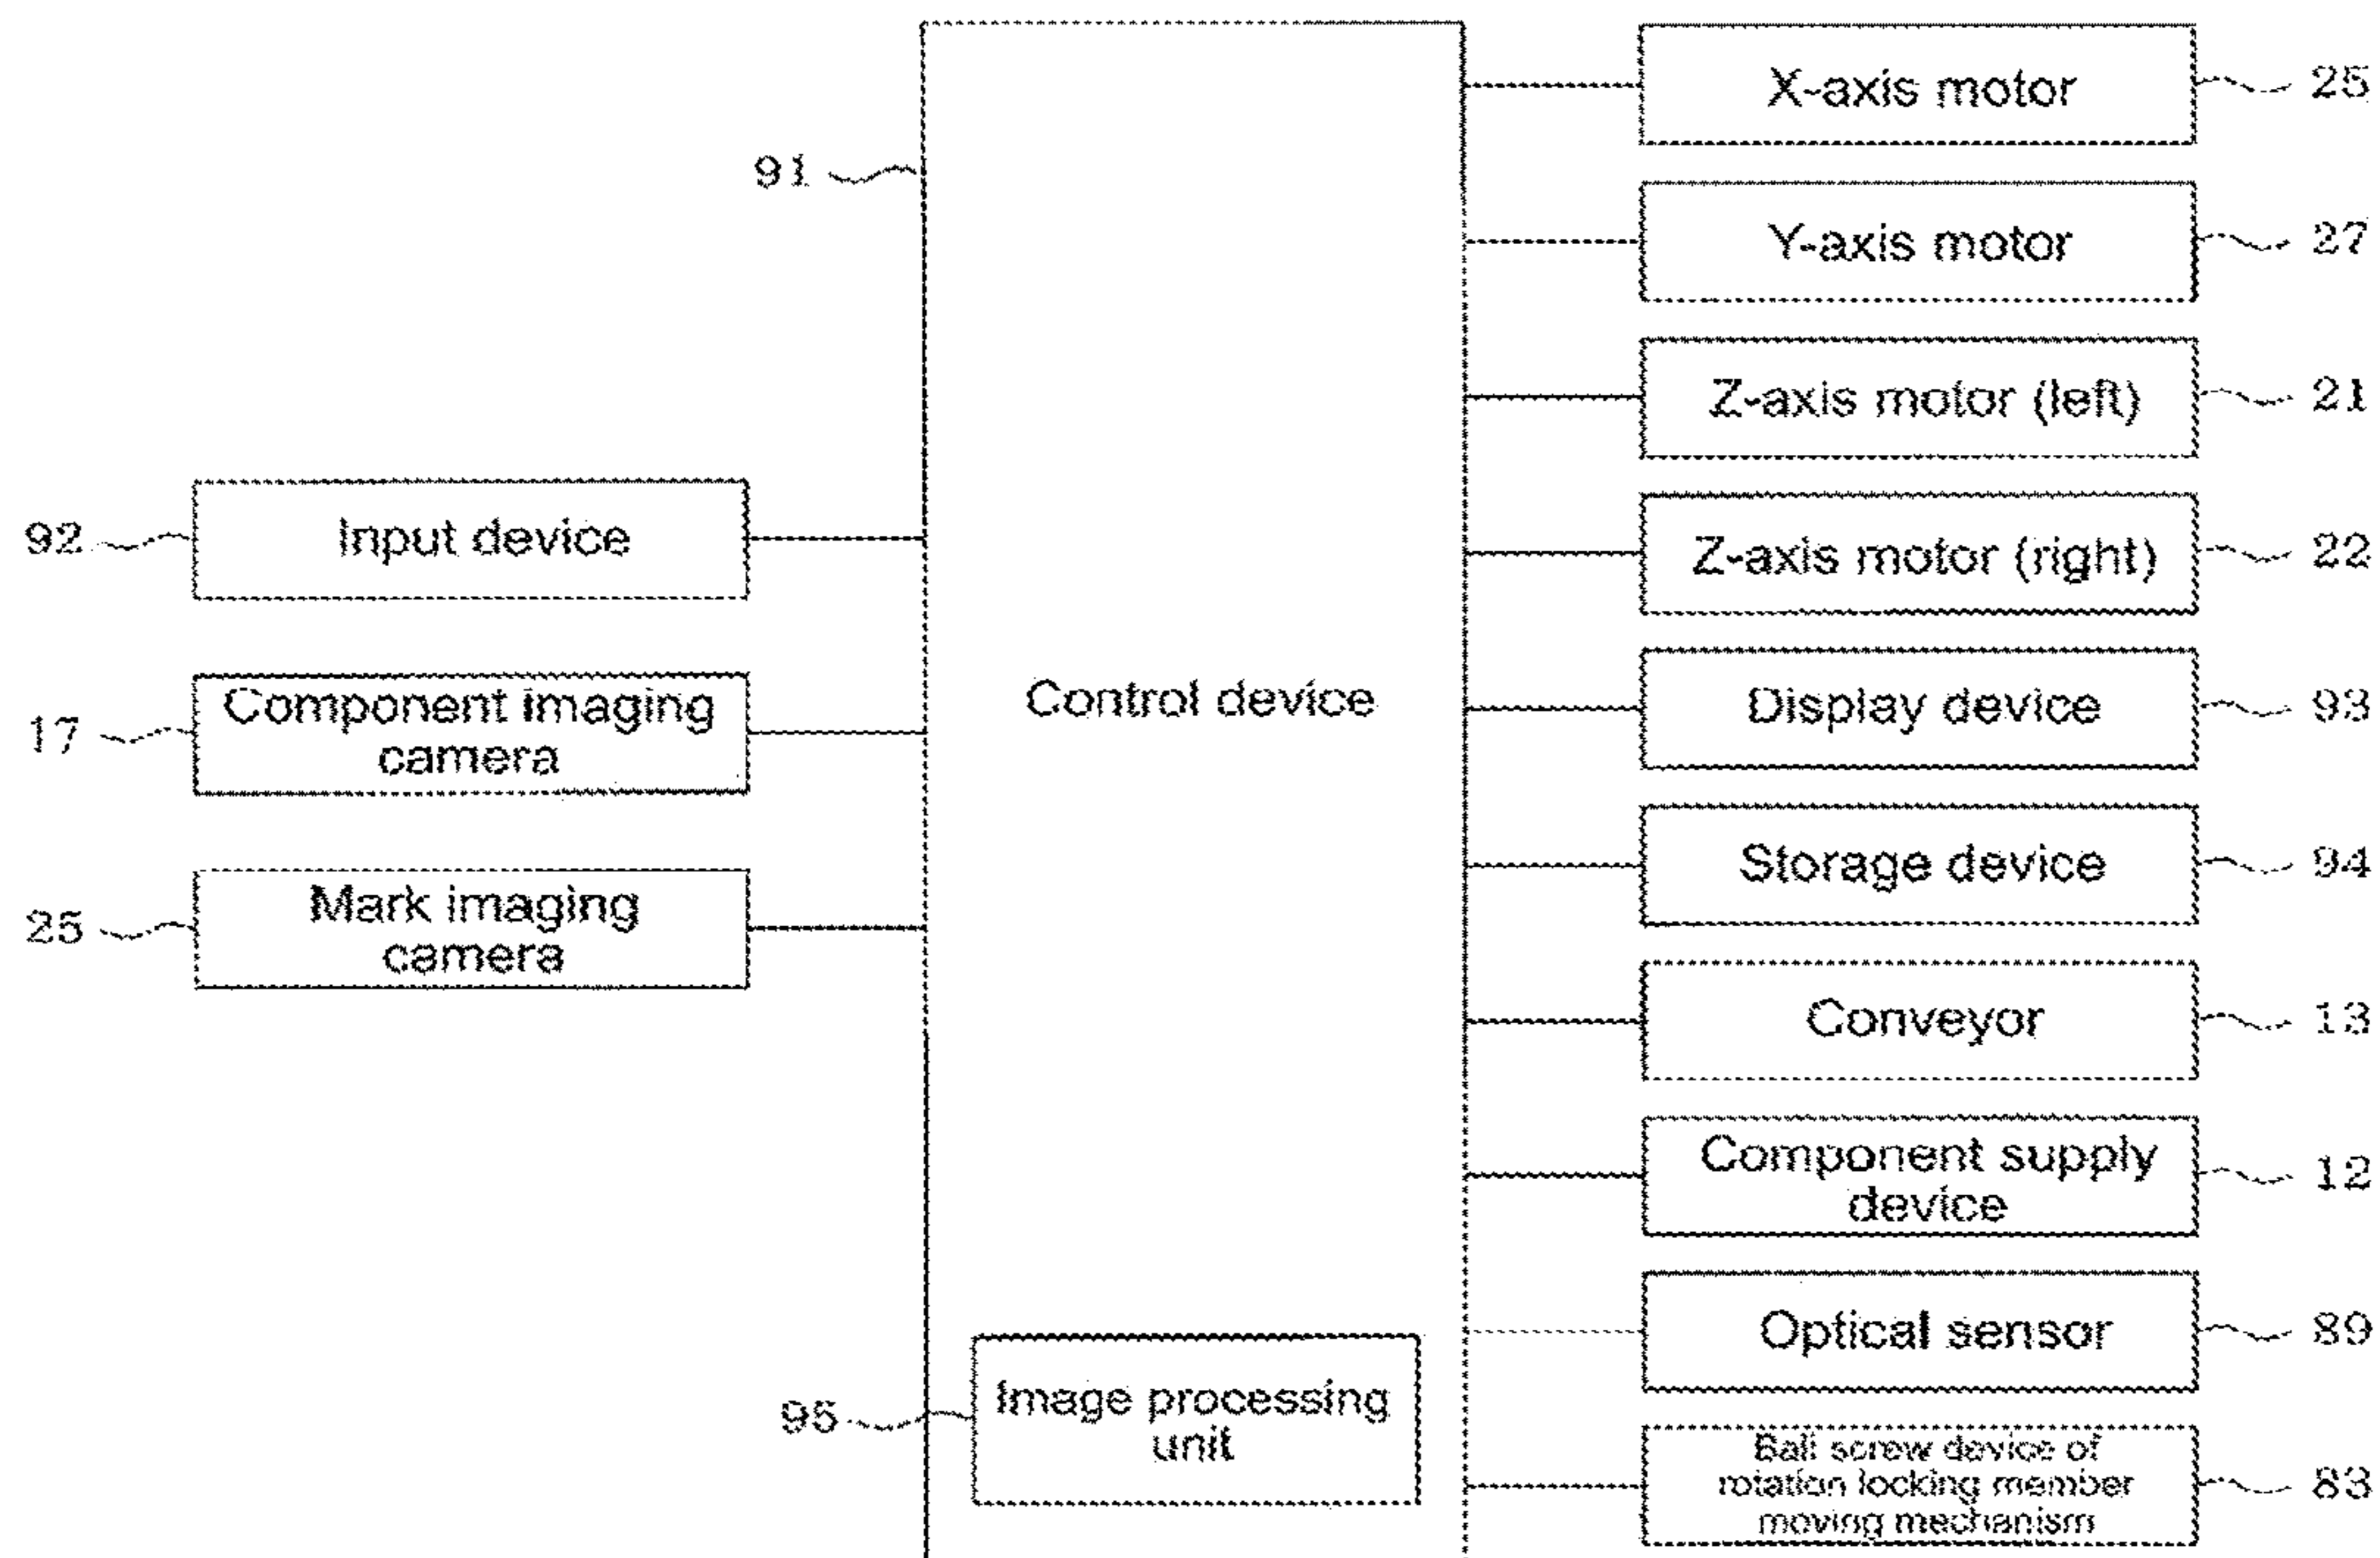 91
92
Input device
17
Component imaging
camera
25
Mark imaging
camera
Control device
95
Image processing
unit
X-axis motor
25
Y-axis motor
27
Z-axis motor (left)
21
Z-axis motor (right)
22
Display device
93
Storage device
94
Conveyor
13
Component supply
device
12
Optical sensor
89
Ball screw device of
rotation locking member
moving mechanism
83